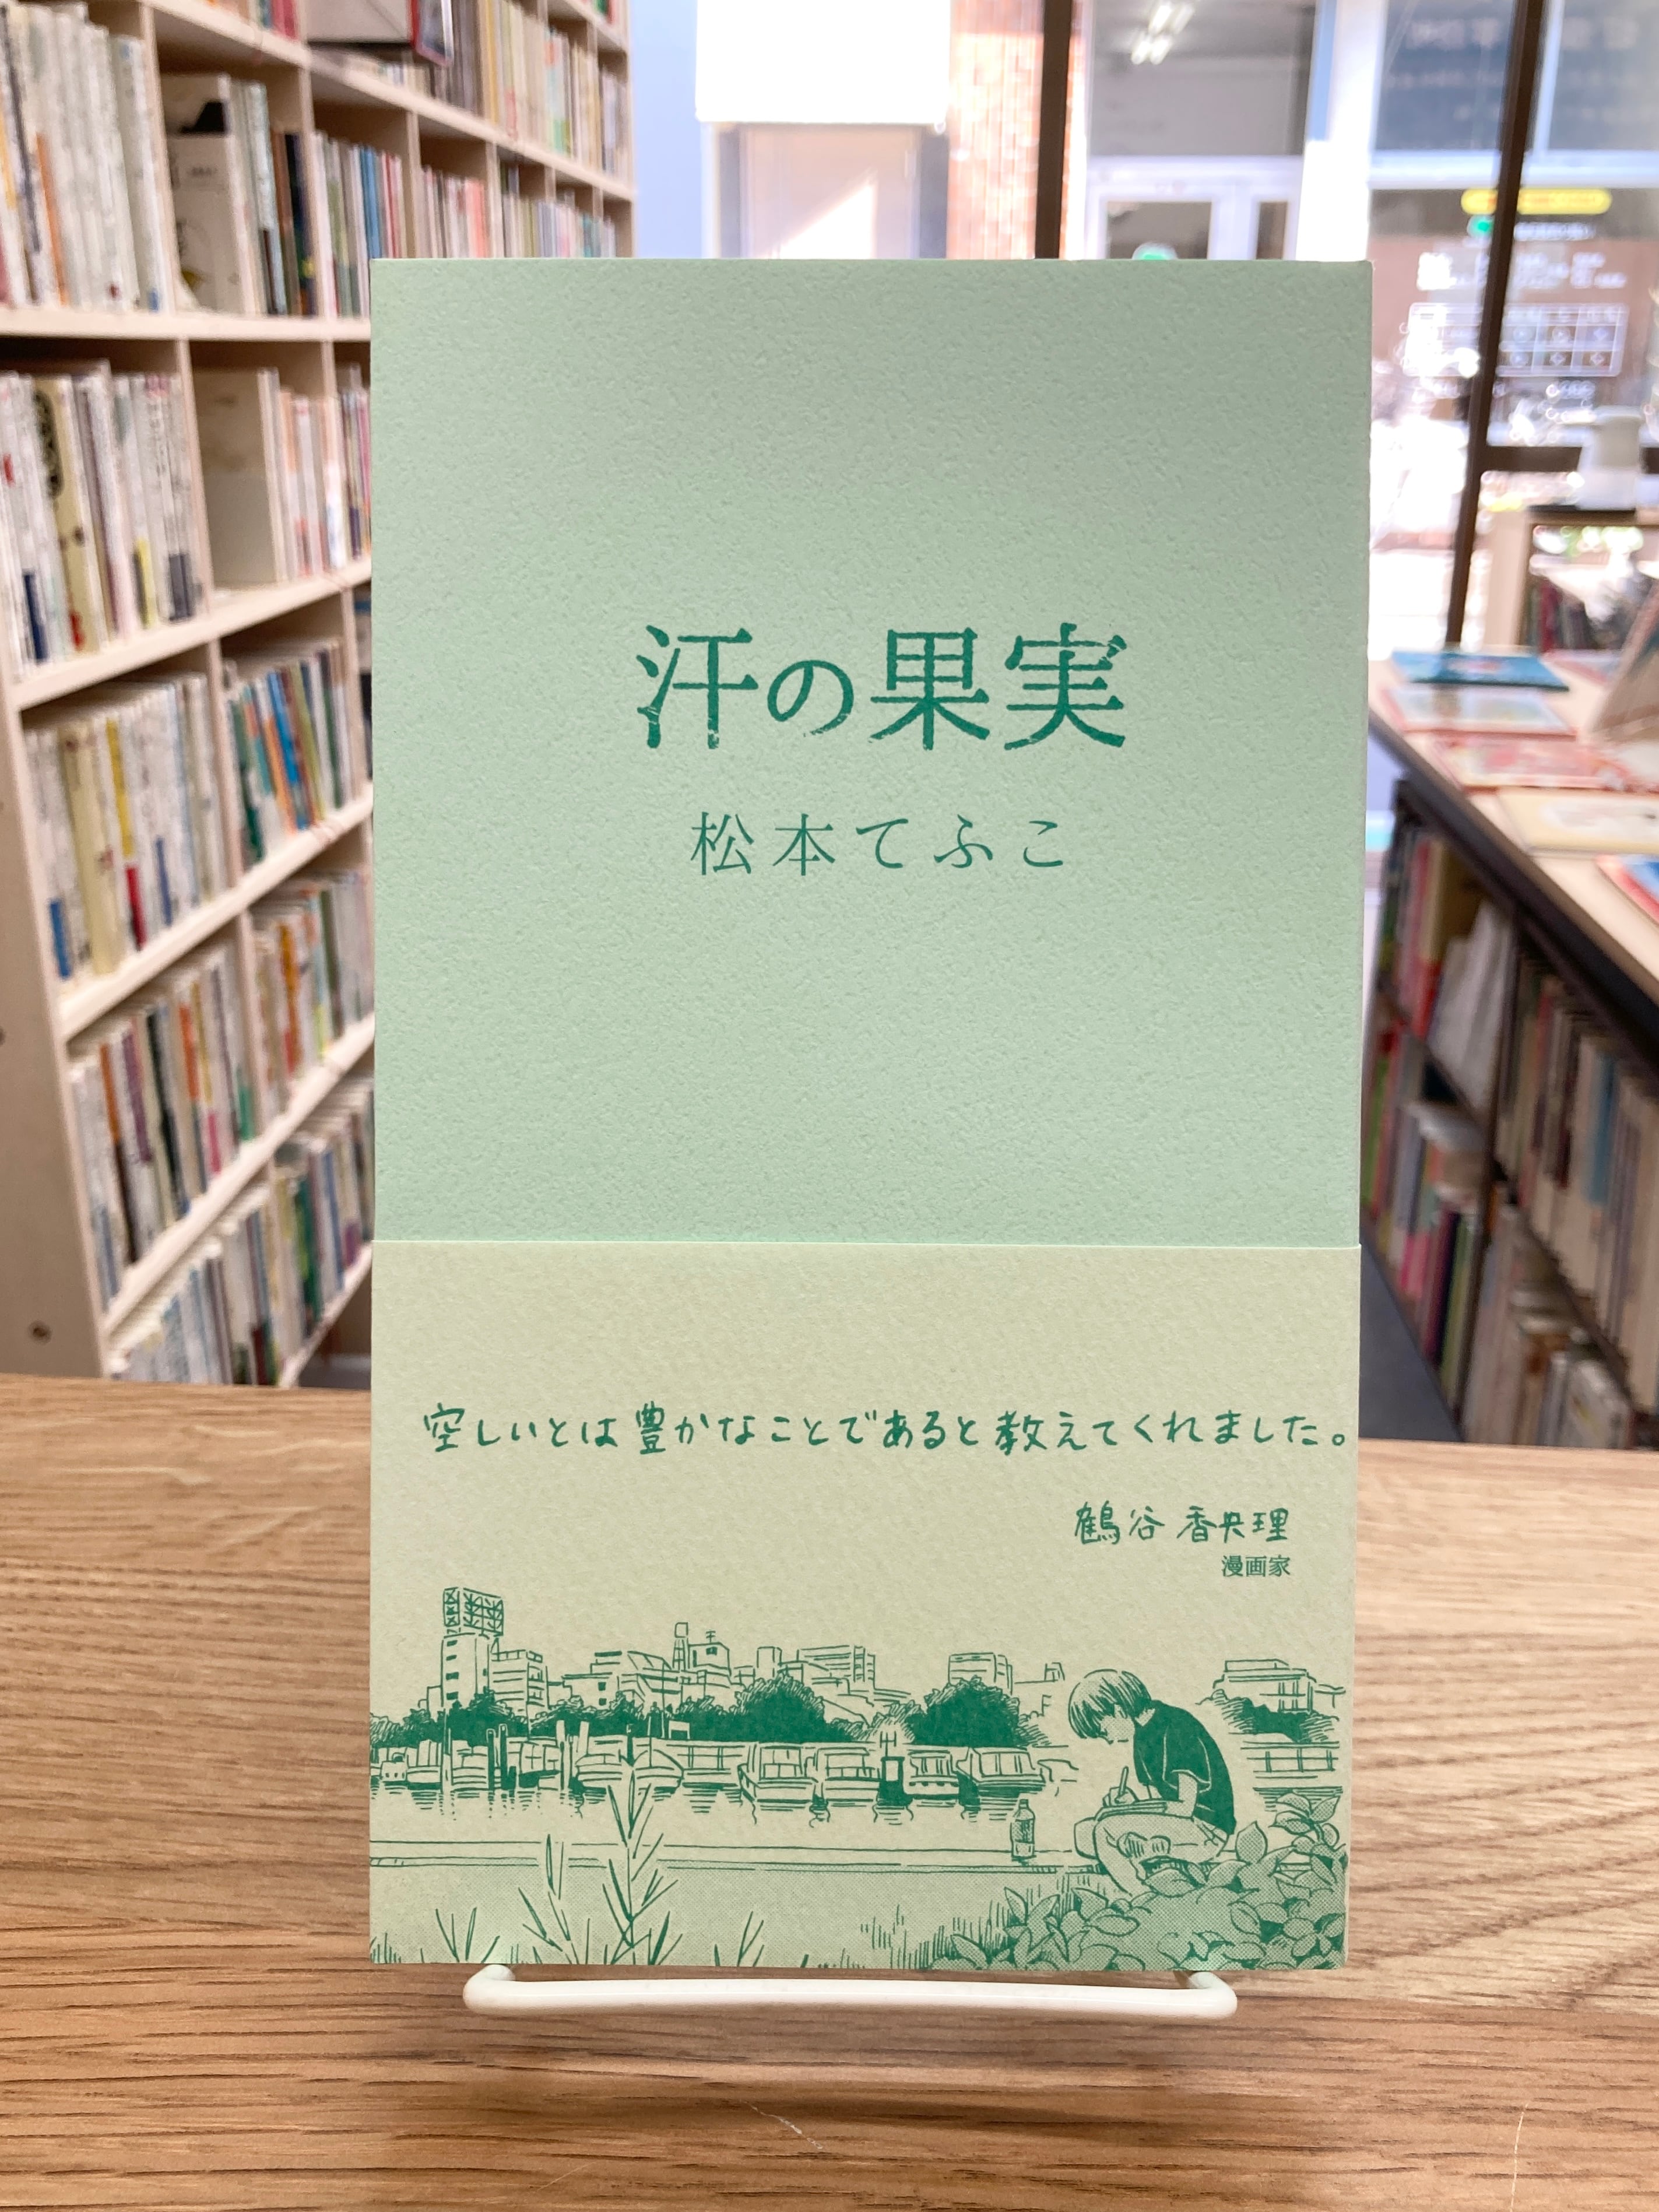 汗の果実
松本てふこ
空しいとは豊かなことであると教えてくれました。
鶴谷 香央理
漫画家